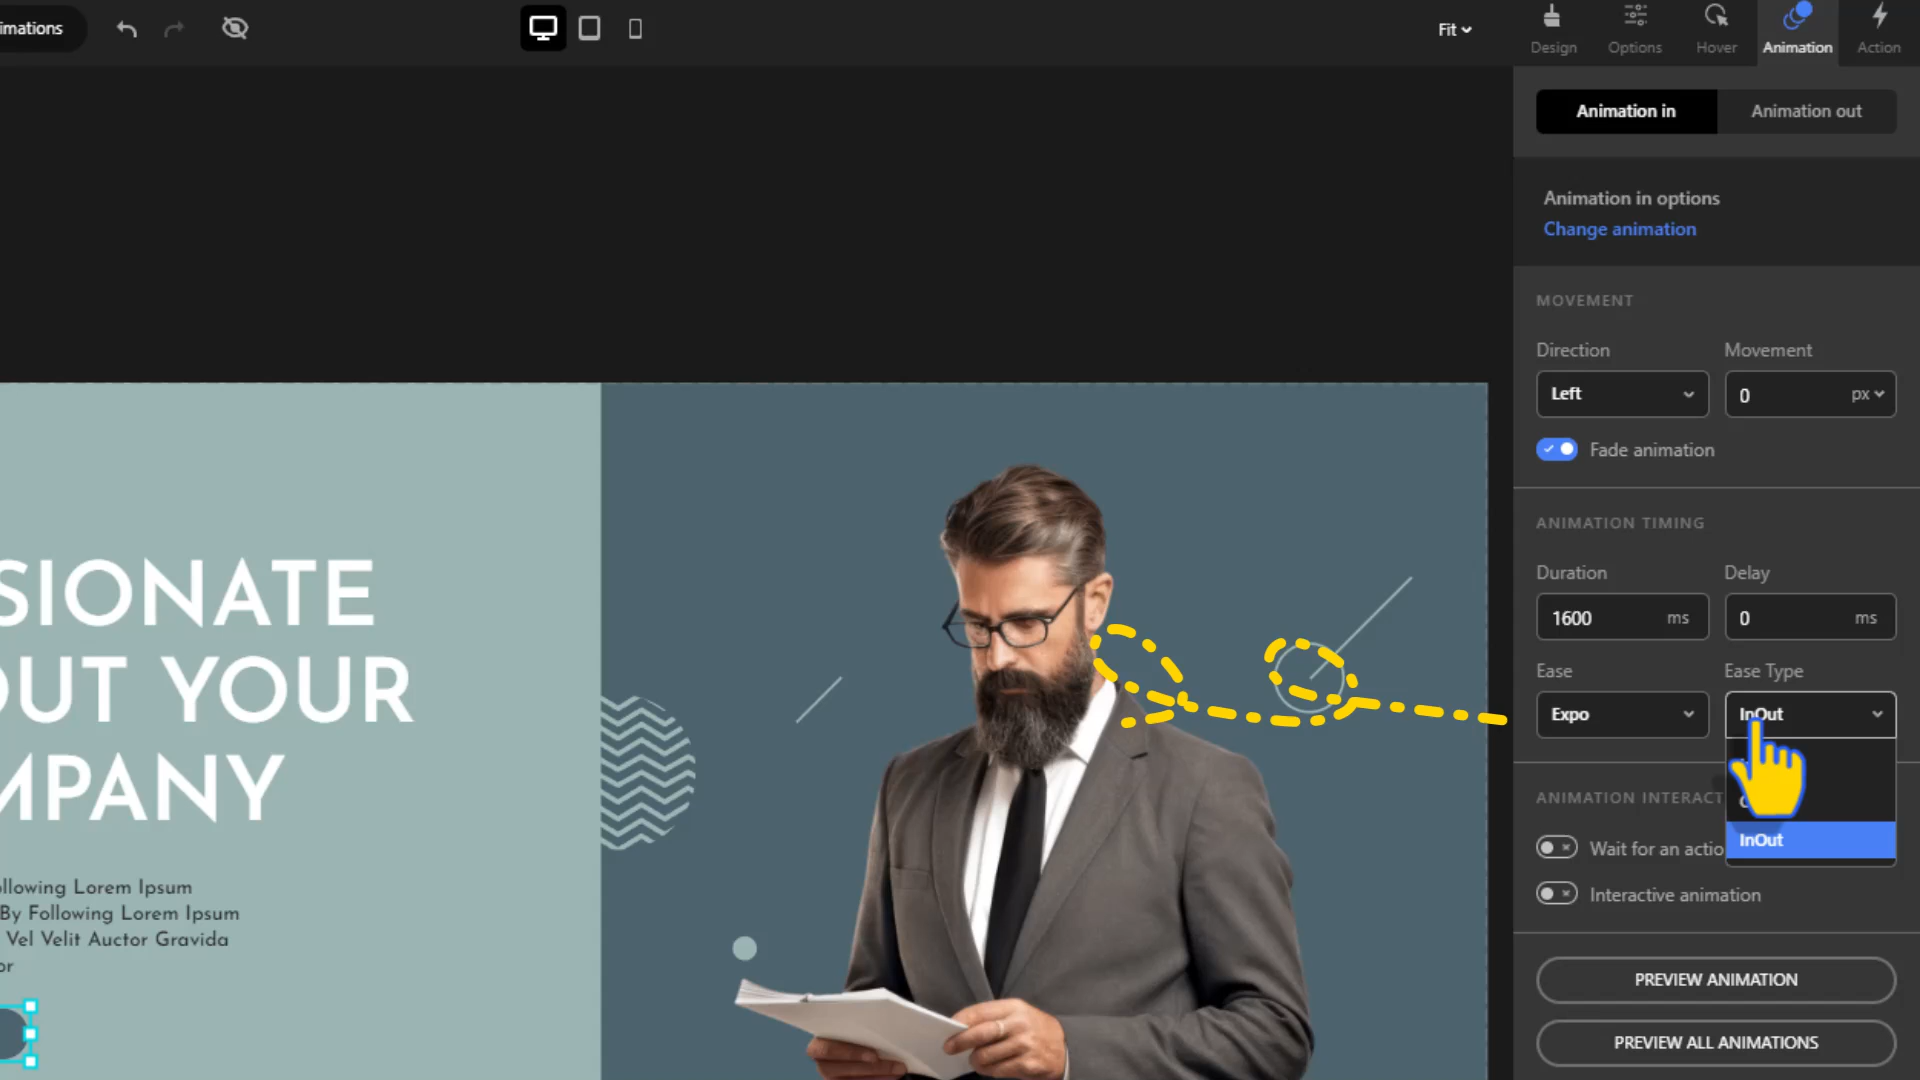 imations
Fit
Design
Options
Hover
Animation
Action
Animation in
Animation out
Animation in options
Change animation
MOVEMENT
Direction
Movement
Left
0
px
Fade animation
ANIMATION TIMING
Duration
Delay
1600
ms
0
ms
Ease
Ease Type
Expo
InOut
InOut
ANIMATION INTERACT
Wait for an actio
Interactive animation
PREVIEW ANIMATION
PREVIEW ALL ANIMATIONS
SIONATE
OUT YOUR
MPANY
ollowing Lorem Ipsum
By Following Lorem Ipsum
Vel Velit Auctor Gravida
or